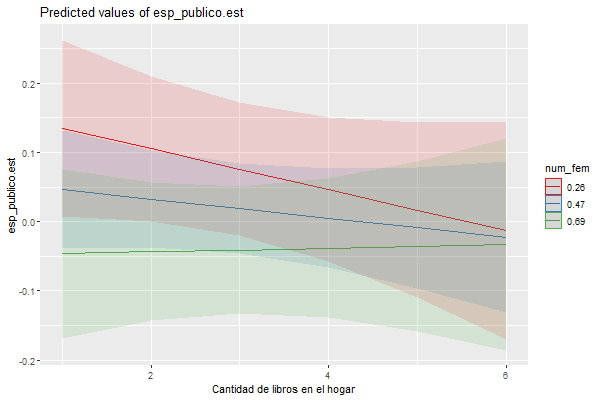 Predicted values of esp_publico.est
esp_publico.est
0.2
0.1
0.0
-0.1
-0.2
2
4
6
Cantidad de libros en el hogar
num_fem
0.26
0.47
0.69